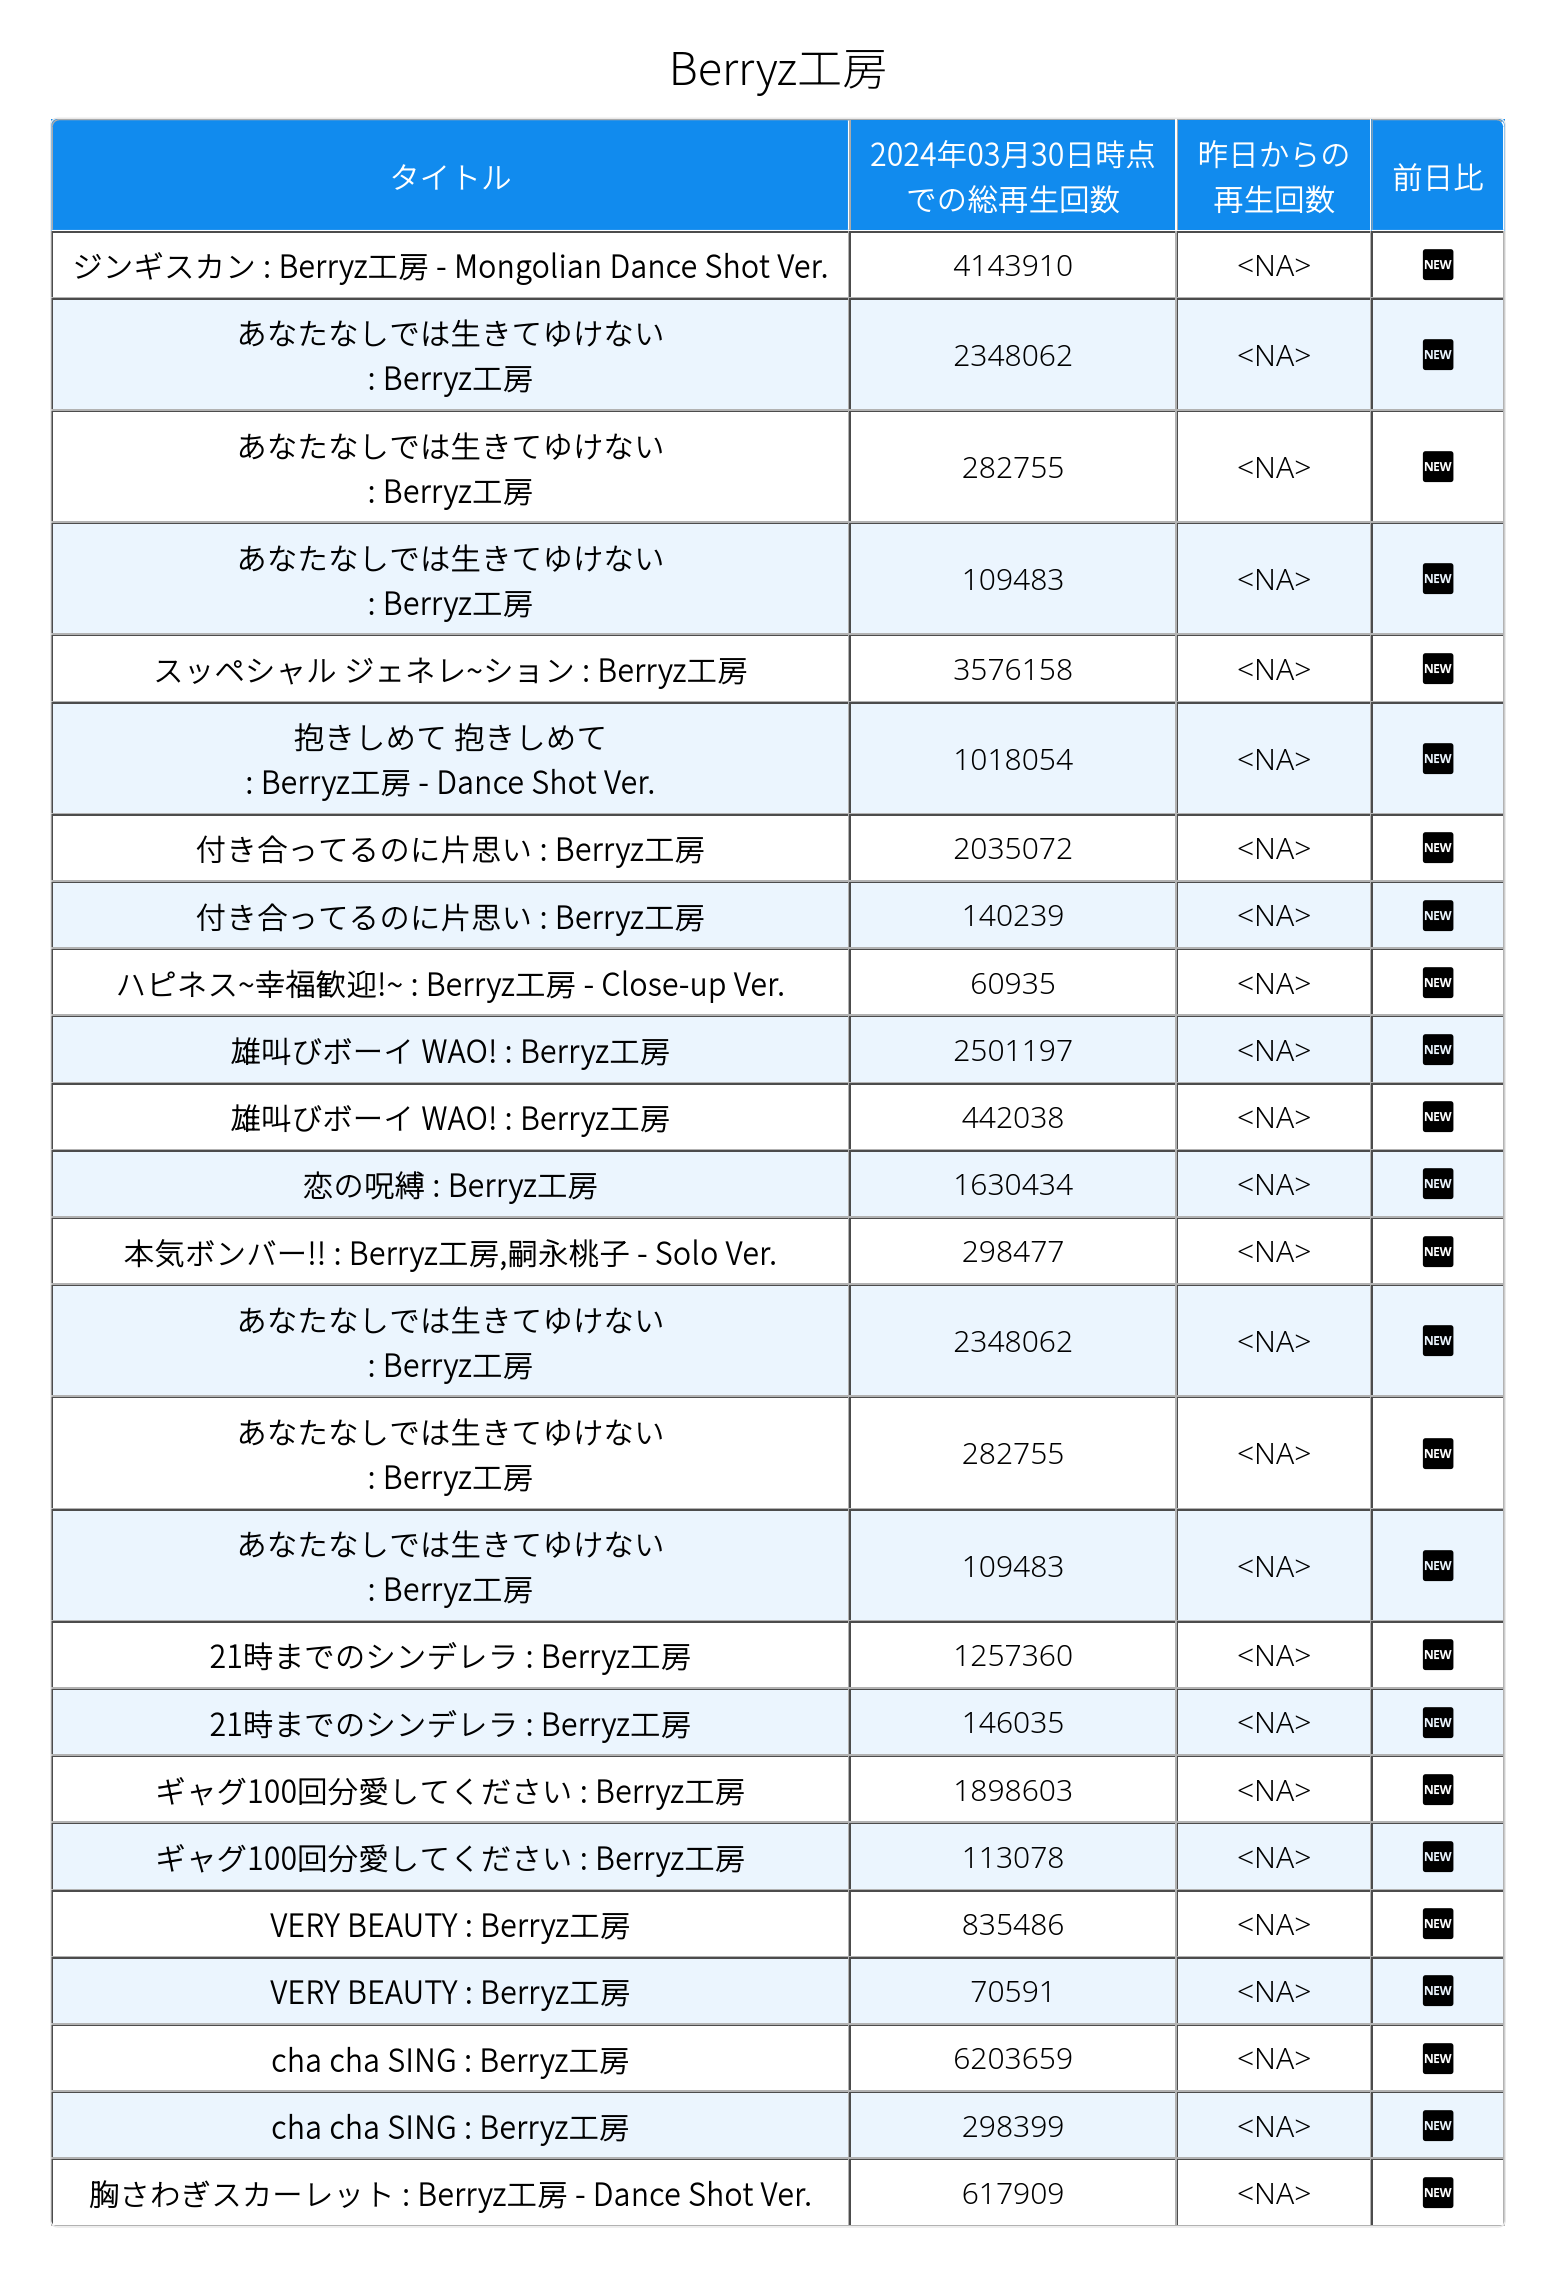 Berryz工房
タイトル
2024年03月30日時点
での総再生回数
昨日からの
再生回数
前日比
ジンギスカン : Berryz工房 - Mongolian Dance Shot Ver. 4143910 <NA> NEW
あなたなしでは生きてゆけない
: Berryz工房 2348062 <NA> NEW
あなたなしでは生きてゆけない
: Berryz工房 282755 <NA> NEW
あなたなしでは生きてゆけない
: Berryz工房 109483 <NA> NEW
スッペシャル ジェネレ~ション : Berryz工房 3576158 <NA> NEW
抱きしめて 抱きしめて
: Berryz工房 - Dance Shot Ver. 1018054 <NA> NEW
付き合ってるのに片思い : Berryz工房 2035072 <NA> NEW
付き合ってるのに片思い : Berryz工房 140239 <NA> NEW
ハピネス~幸福歓迎!~ : Berryz工房 - Close-up Ver. 60935 <NA> NEW
雄叫びボーイ WAO! : Berryz工房 2501197 <NA> NEW
雄叫びボーイ WAO! : Berryz工房 442038 <NA> NEW
恋の呪縛 : Berryz工房 1630434 <NA> NEW
本気ボンバー!! : Berryz工房,嗣永桃子 - Solo Ver. 298477 <NA> NEW
あなたなしでは生きてゆけない
: Berryz工房 2348062 <NA> NEW
あなたなしでは生きてゆけない
: Berryz工房 282755 <NA> NEW
あなたなしでは生きてゆけない
: Berryz工房 109483 <NA> NEW
21時までのシンデレラ : Berryz工房 1257360 <NA> NEW
21時までのシンデレラ : Berryz工房 146035 <NA> NEW
ギャグ100回分愛してください : Berryz工房 1898603 <NA> NEW
ギャグ100回分愛してください : Berryz工房 113078 <NA> NEW
VERY BEAUTY : Berryz工房 835486 <NA> NEW
VERY BEAUTY : Berryz工房 70591 <NA> NEW
cha cha SING : Berryz工房 6203659 <NA> NEW
cha cha SING : Berryz工房 298399 <NA> NEW
胸さわぎスカーレット : Berryz工房 - Dance Shot Ver. 617909 <NA> NEW